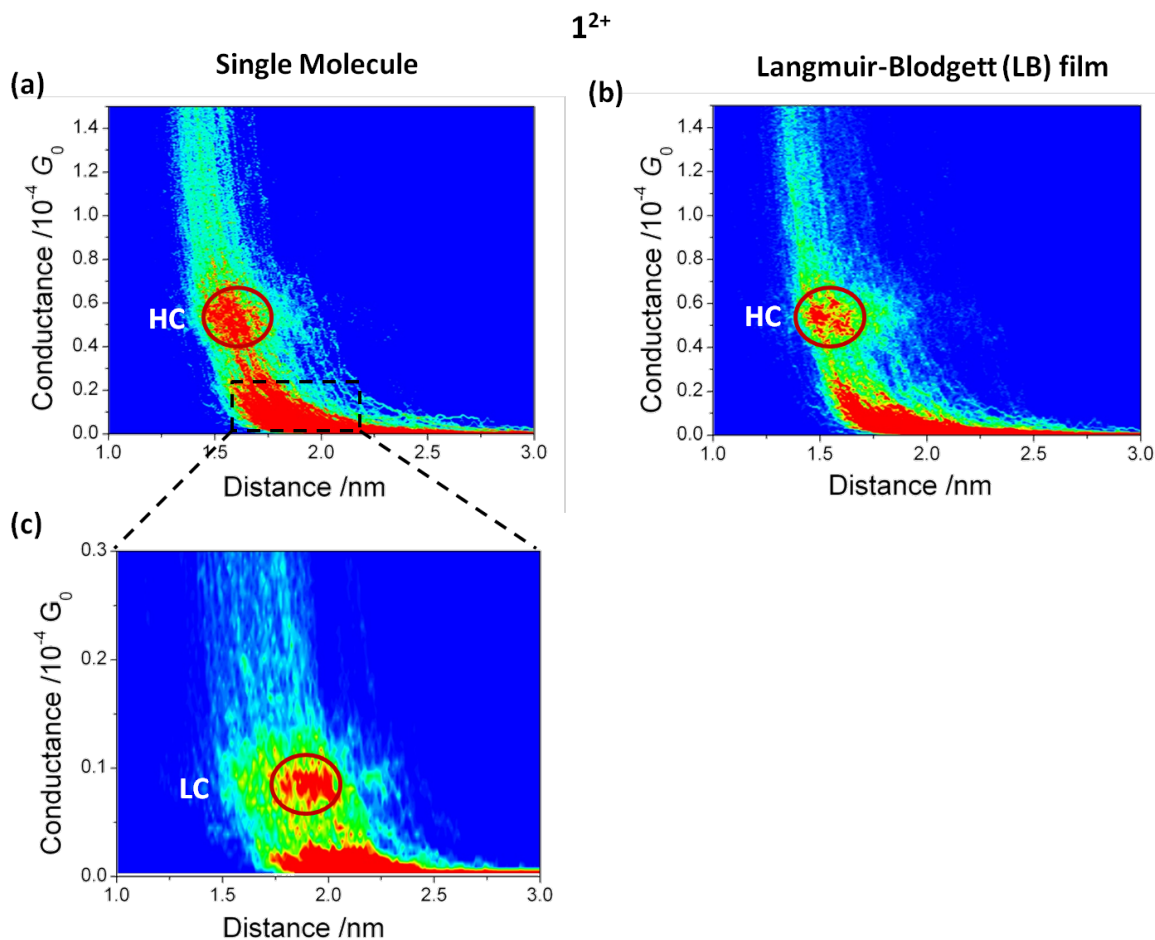 1²⁺
Single Molecule
Langmuir-Blodgett (LB) film
(a)
Conductance /10⁻⁴ G₀
1.4
1.2
1.0
0.8
0.6
0.4
0.2
0.0
HC
1.0 1.5 2.0 2.5 3.0
Distance /nm
(b)
Conductance /10⁻⁴ G₀
1.4
1.2
1.0
0.8
0.6
0.4
0.2
0.0
HC
1.0 1.5 2.0 2.5 3.0
Distance /nm
(c)
Conductance /10⁻⁴ G₀
0.3
0.2
0.1
0.0
LC
1.0 1.5 2.0 2.5 3.0
Distance /nm